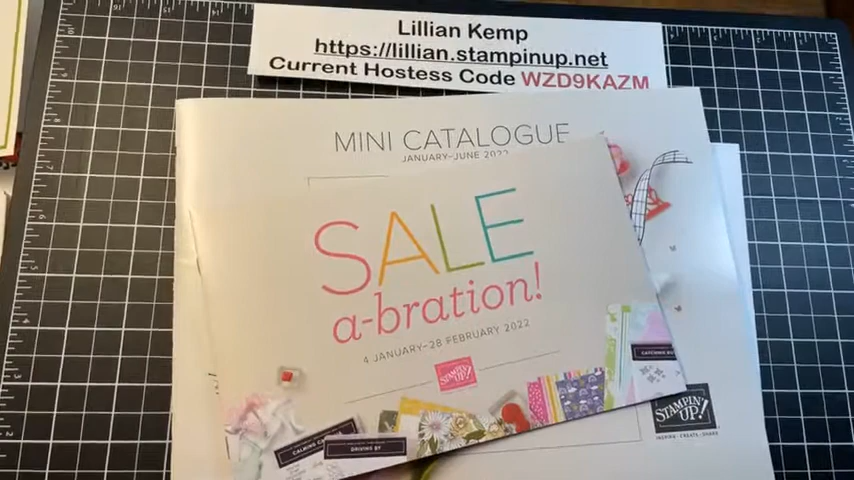 Lillian Kemp
https://lillian.stampinup.net
Current Hostess Code WZD9KAZM
MINI CATALOGUE
JANUARY–JUNE 2022
SALE
a-bration!
4 JANUARY–28 FEBRUARY 2022
STAMPIN' UP!
DRIVING BY
STAMPIN' UP!
INSPIRE · CREATE · SHARE